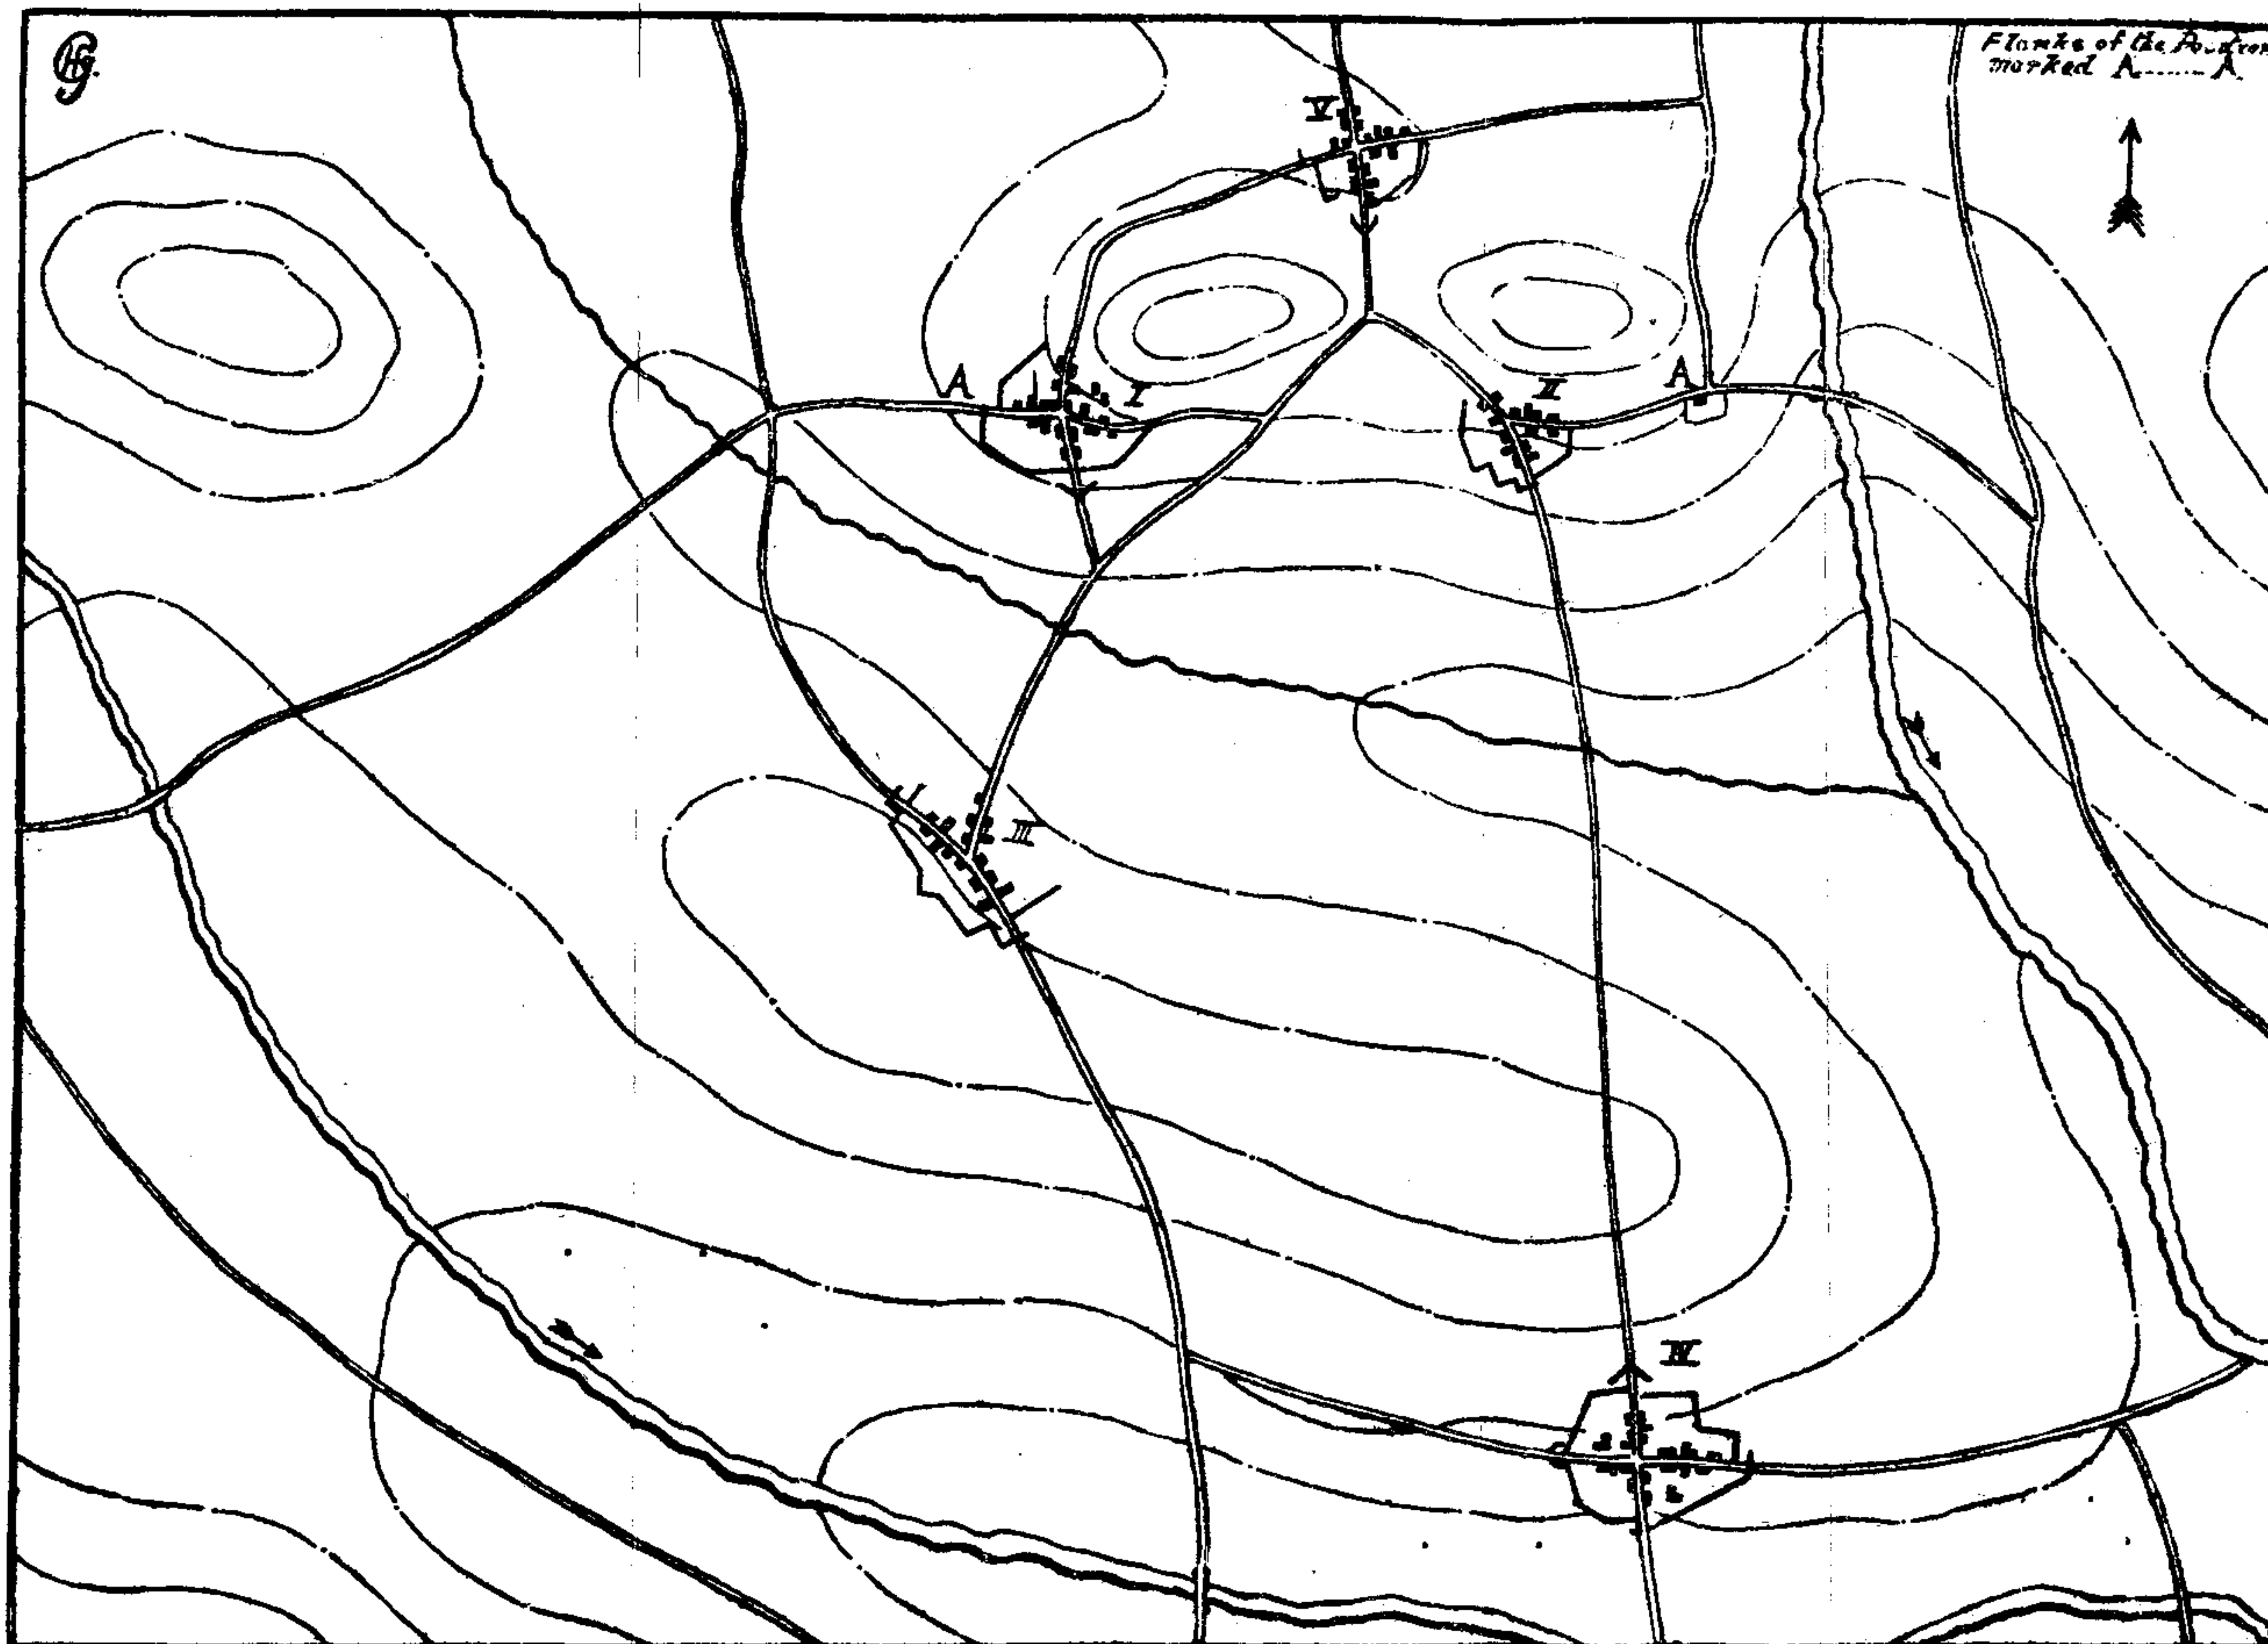 Flanks of the
marked A........A.
V
A
I
II
A
III
IV